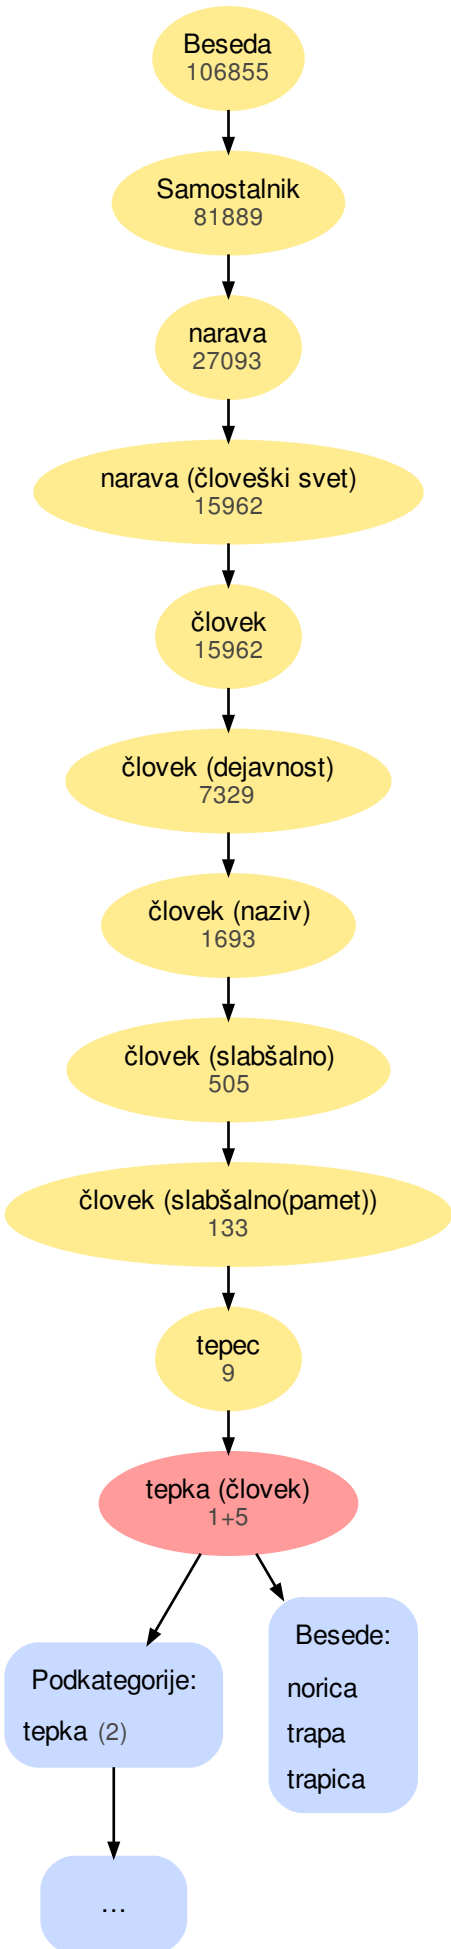 Beseda
106855
Samostalnik
81889
narava
27093
narava (človeški svet)
15962
človek
15962
človek (dejavnost)
7329
človek (naziv)
1693
človek (slabšalno)
505
človek (slabšalno(pamet))
133
tepec
9
tepka (človek)
1+5
Podkategorije:
tepka (2)
...
Besede:
norica
trapa
trapica